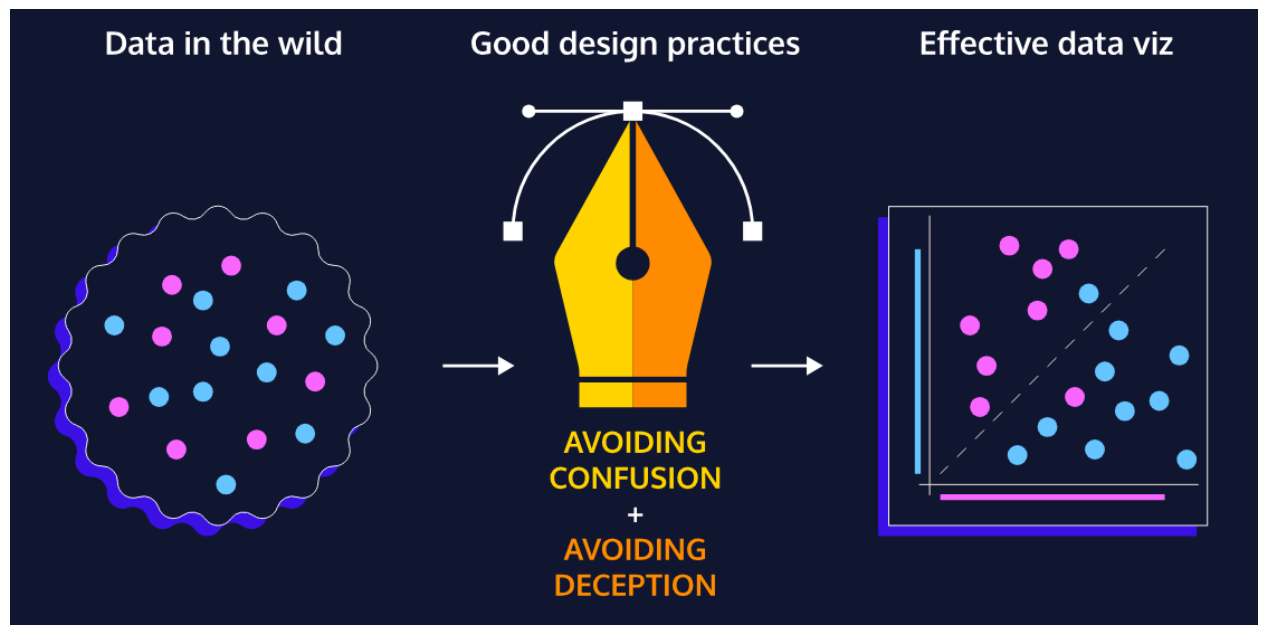 Data in the wild
Good design practices
Effective data viz
AVOIDING
CONFUSION
+
AVOIDING
DECEPTION